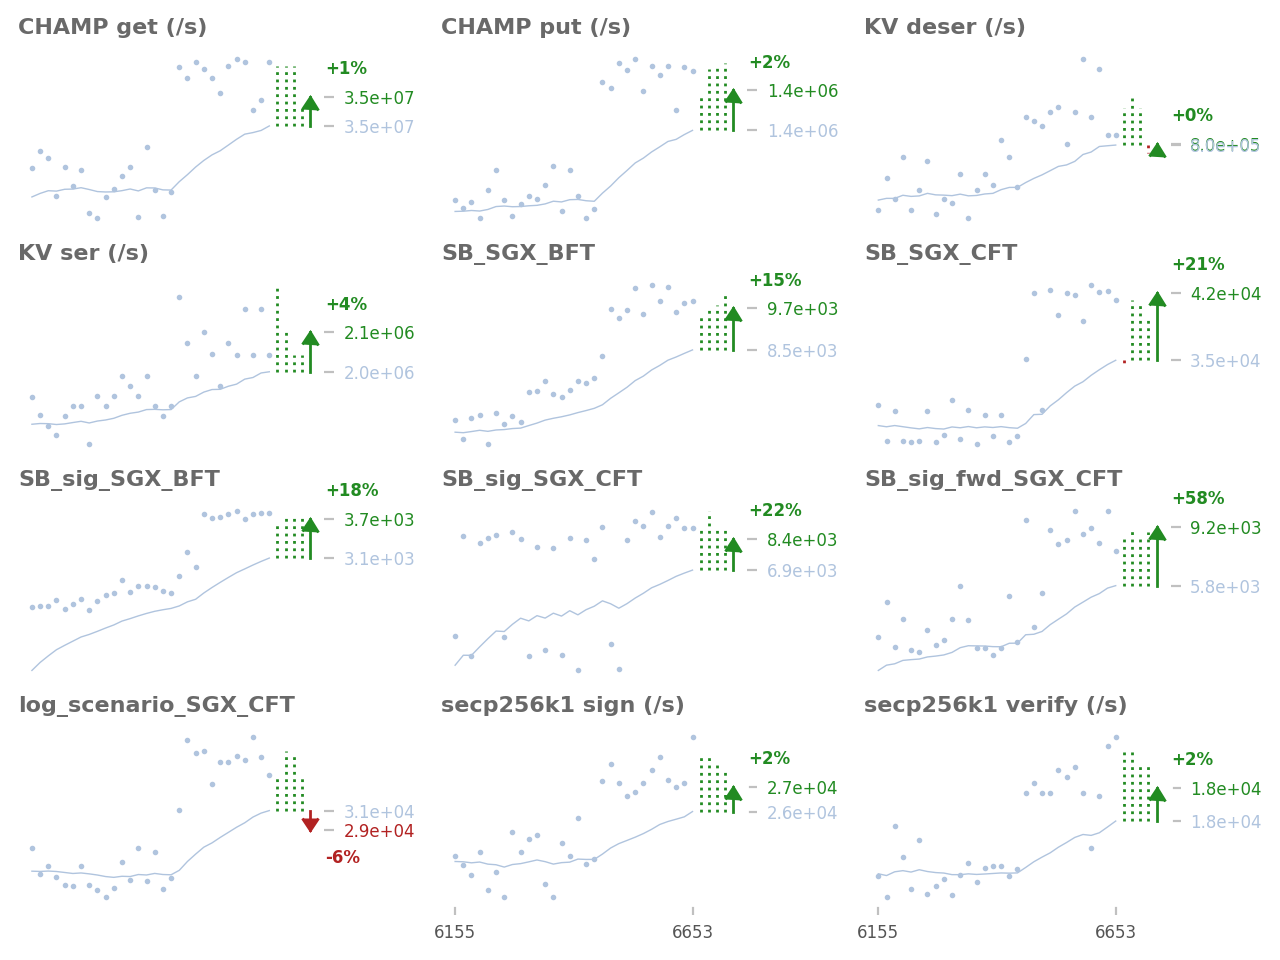 CHAMP get (/s)
+1%
3.5e+07
3.5e+07
CHAMP put (/s)
+2%
1.4e+06
1.4e+06
KV deser (/s)
+0%
8.0e+05
KV ser (/s)
+4%
2.1e+06
2.0e+06
SB_SGX_BFT
+15%
9.7e+03
8.5e+03
SB_SGX_CFT
+21%
4.2e+04
3.5e+04
SB_sig_SGX_BFT
+18%
3.7e+03
3.1e+03
SB_sig_SGX_CFT
+22%
8.4e+03
6.9e+03
SB_sig_fwd_SGX_CFT
+58%
9.2e+03
5.8e+03
log_scenario_SGX_CFT
3.1e+04
2.9e+04
-6%
secp256k1 sign (/s)
+2%
2.7e+04
2.6e+04
6155
6653
secp256k1 verify (/s)
+2%
1.8e+04
1.8e+04
6155
6653